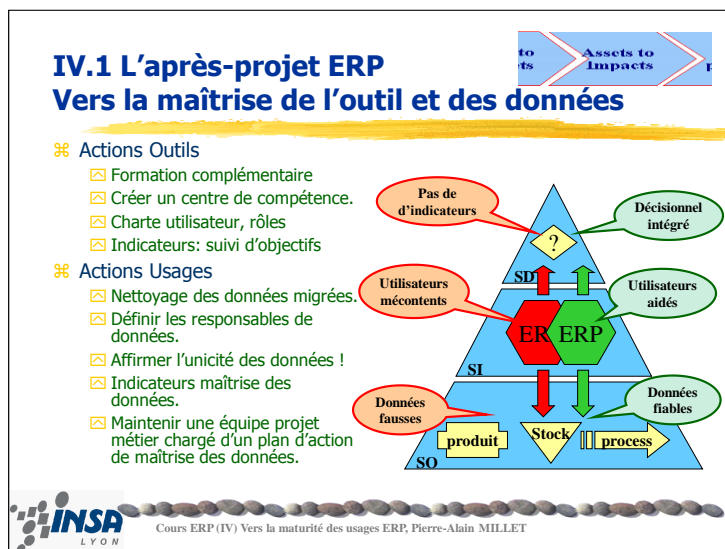 IV.1 L'après-projet ERP
Vers la maîtrise de l'outil et des données
to
ets
Assets to
Impacts
p
Actions Outils
Formation complémentaire
Créer un centre de compétence.
Charte utilisateur, rôles
Indicateurs: suivi d'objectifs
Actions Usages
Nettoyage des données migrées.
Définir les responsables de
données.
Affirmer l'unicité des données !
Indicateurs maîtrise des
données.
Maintenir une équipe projet
métier chargé d'un plan d'action
de maîtrise des données.
Pas de
d'indicateurs
Décisionnel
intégré
?
SD
Utilisateurs
mécontents
Utilisateurs
aidés
ER
ERP
SI
Données
fausses
Données
fiables
produit
Stock
process
SO
INSA
LYON
Cours ERP (IV) Vers la maturité des usages ERP, Pierre-Alain MILLET